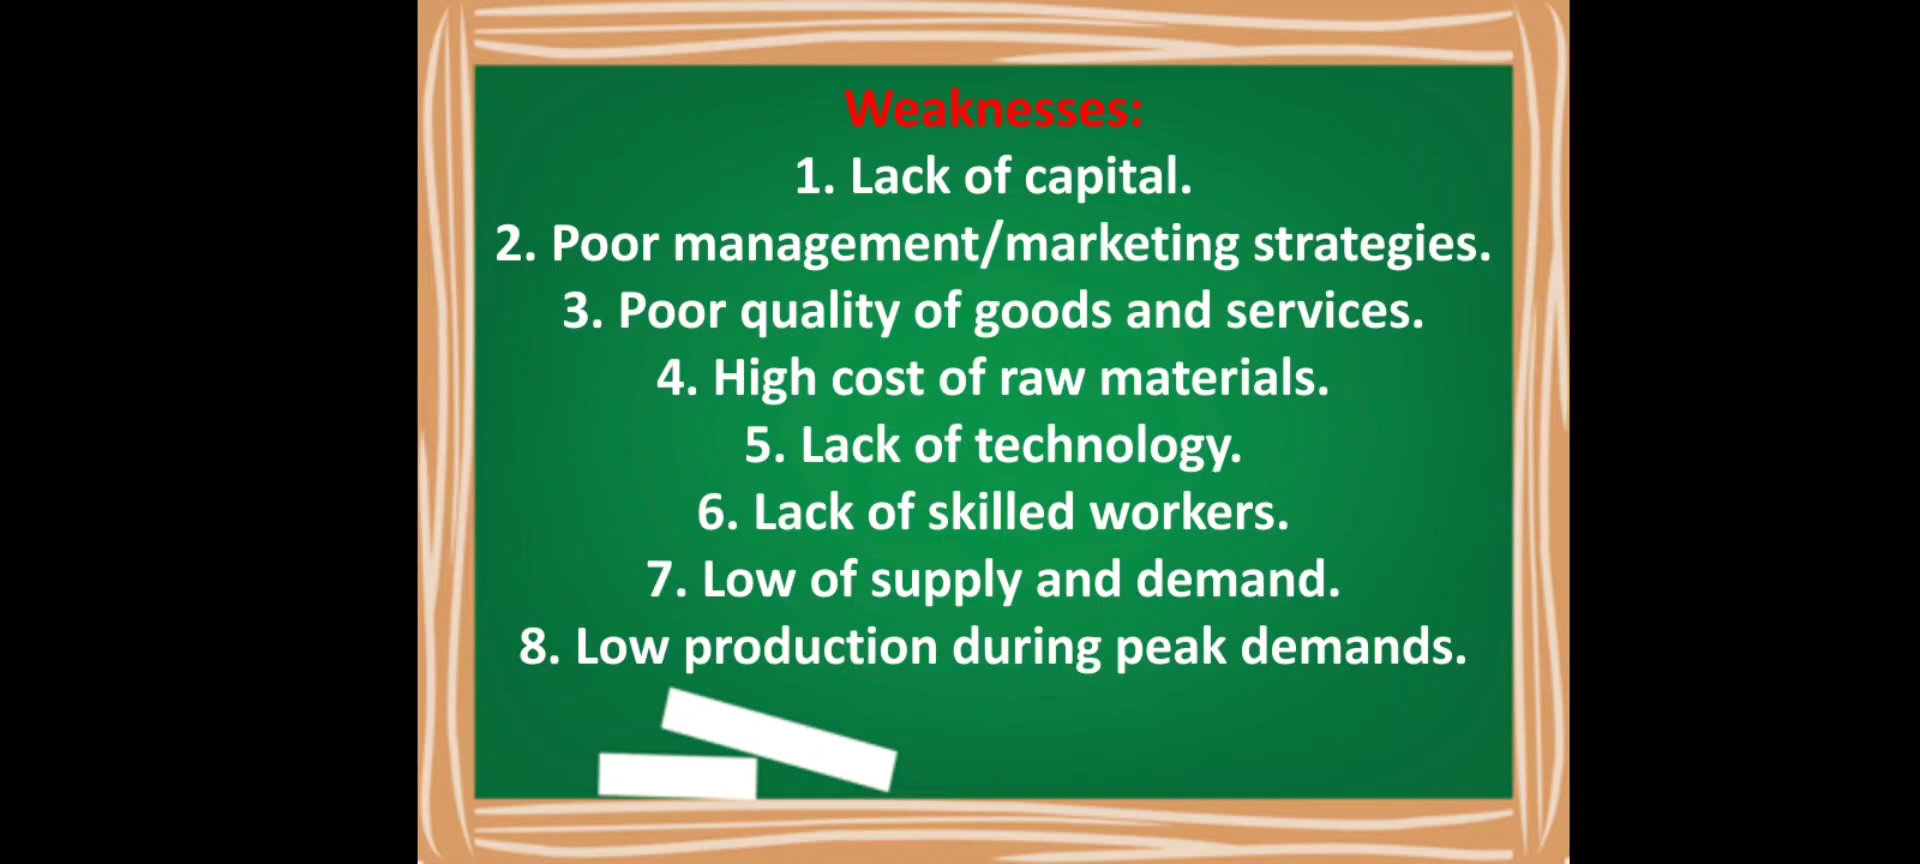 Weaknesses:
1. Lack of capital.
2. Poor management/marketing strategies.
3. Poor quality of goods and services.
4. High cost of raw materials.
5. Lack of technology.
6. Lack of skilled workers.
7. Low of supply and demand.
8. Low production during peak demands.